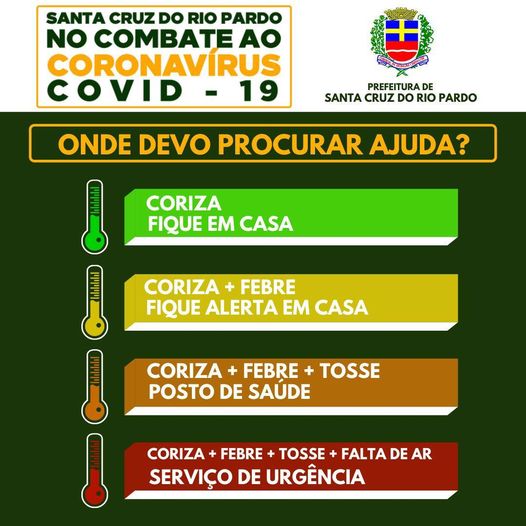 SANTA CRUZ DO RIO PARDO
NO COMBATE AO
CORONAVÍRUS
COVID - 19
PREFEITURA DE
SANTA CRUZ DO RIO PARDO
ONDE DEVO PROCURAR AJUDA?
CORIZA
FIQUE EM CASA
CORIZA + FEBRE
FIQUE ALERTA EM CASA
CORIZA + FEBRE + TOSSE
POSTO DE SAÚDE
CORIZA + FEBRE + TOSSE + FALTA DE AR
SERVIÇO DE URGÊNCIA